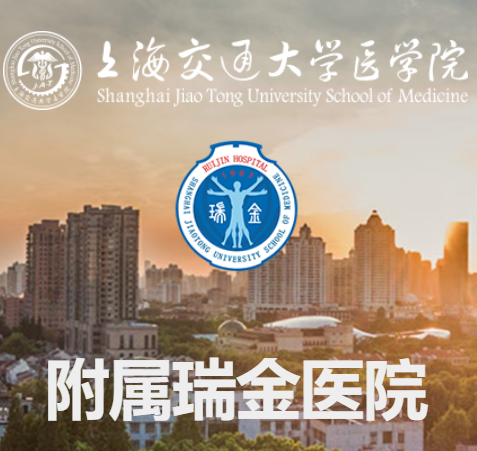 上海交通大学医学院
Shanghai Jiao Tong University School of Medicine
RUIJIN HOSPITAL
1907
瑞金
SHANGHAI JIAOTONG UNIVERSITY SCHOOL OF MEDICINE
附属瑞金医院